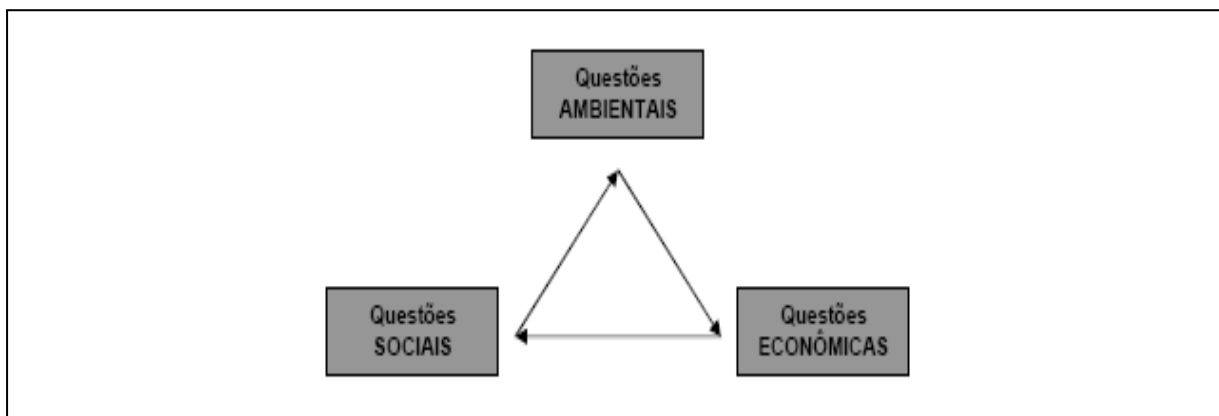 Questões
AMBIENTAIS
Questões
SOCIAIS
Questões
ECONÔMICAS